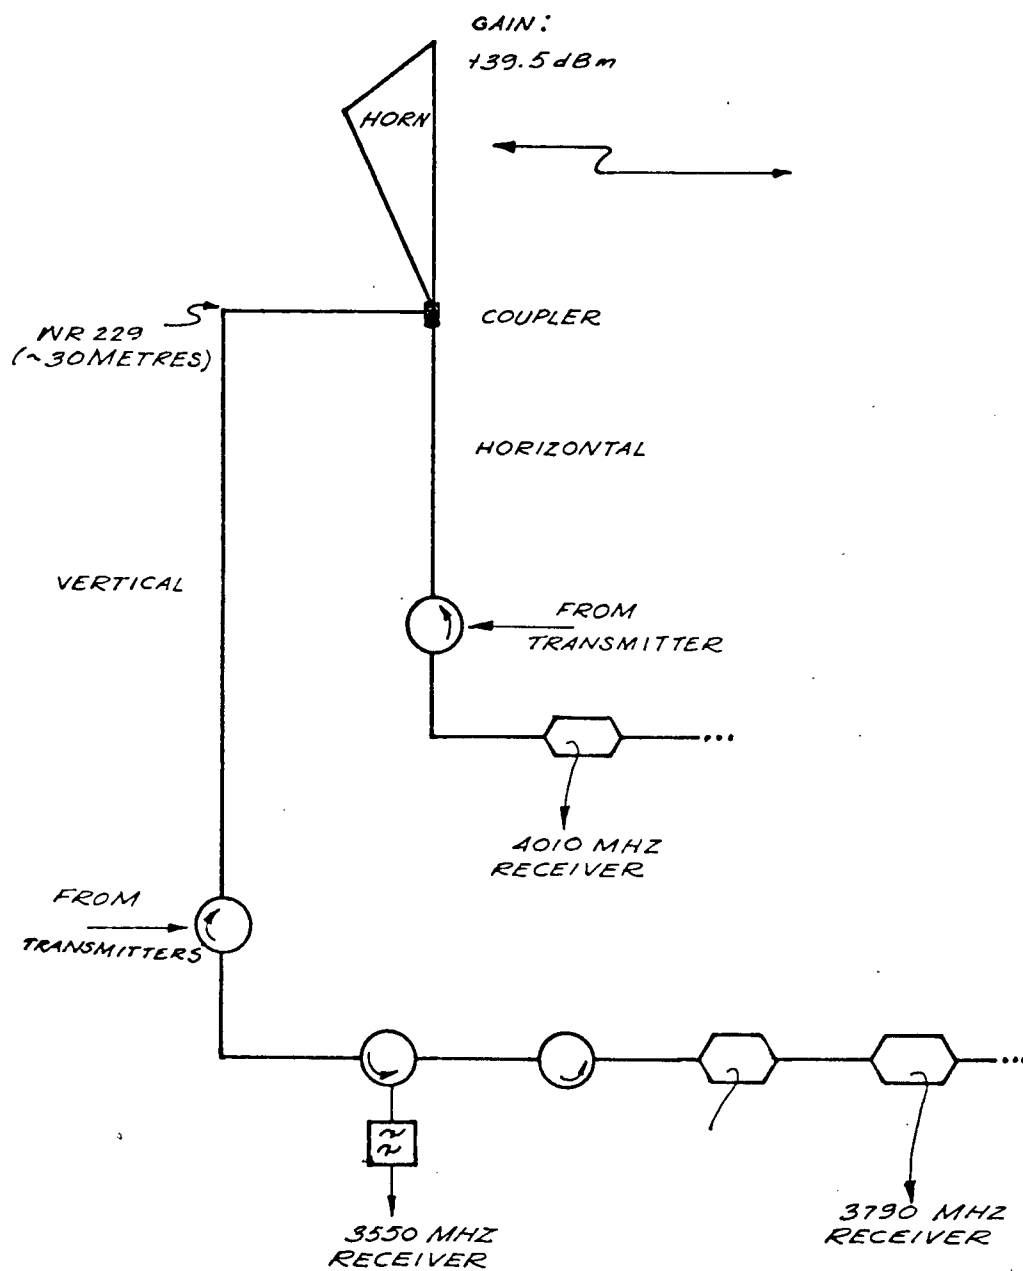 GAIN:
+39.5 dBm
HORN
WR 229
(~30 METRES)
COUPLER
HORIZONTAL
VERTICAL
FROM
TRANSMITTER
4010 MHZ
RECEIVER
FROM
TRANSMITTERS
3550 MHZ
RECEIVER
3790 MHZ
RECEIVER